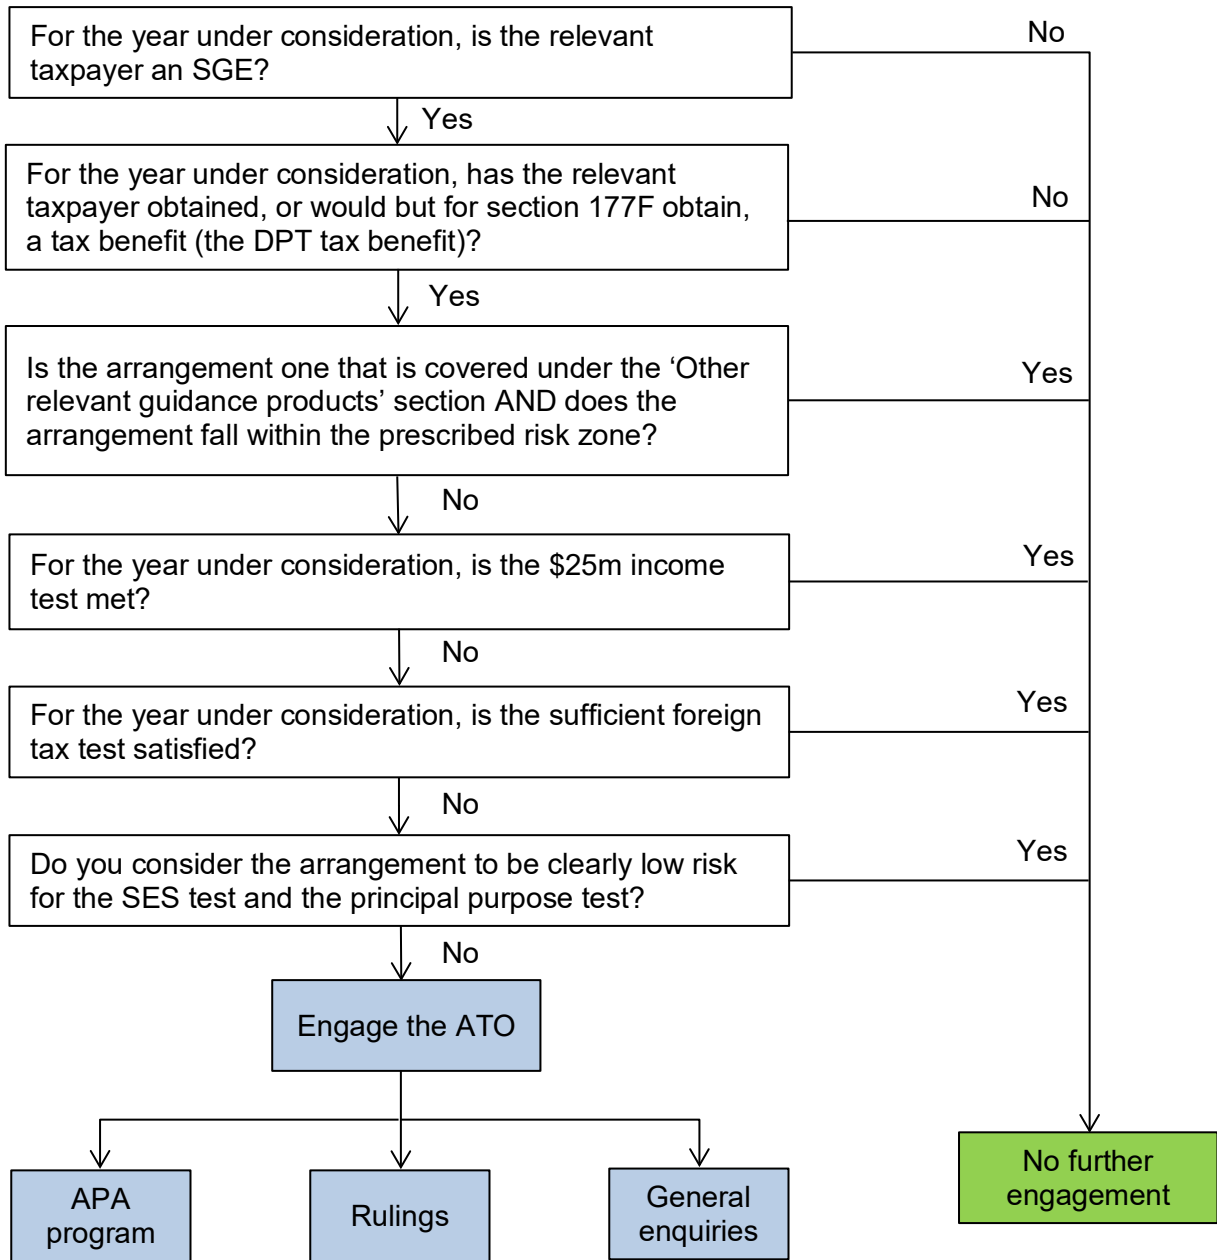 For the year under consideration, is the relevant
taxpayer an SGE?
No
Yes
For the year under consideration, has the relevant
taxpayer obtained, or would but for section 177F obtain,
a tax benefit (the DPT tax benefit)?
No
Yes
Is the arrangement one that is covered under the ‘Other
relevant guidance products’ section AND does the
arrangement fall within the prescribed risk zone?
Yes
No
For the year under consideration, is the $25m income
test met?
Yes
No
For the year under consideration, is the sufficient foreign
tax test satisfied?
Yes
No
Do you consider the arrangement to be clearly low risk
for the SES test and the principal purpose test?
Yes
No
Engage the ATO
APA
program
Rulings
General
enquiries
No further
engagement